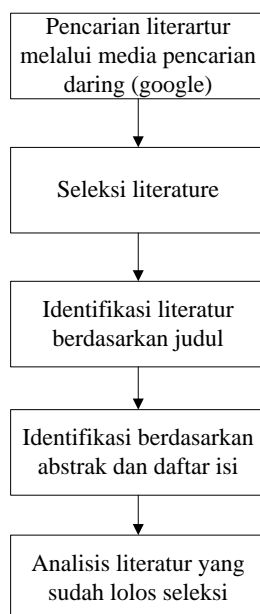 Pencarian literartur
melalui media pencarian
daring (google)
Seleksi literature
Identifikasi literatur
berdasarkan judul
Identifikasi berdasarkan
abstrak dan daftar isi
Analisis literatur yang
sudah lolos seleksi